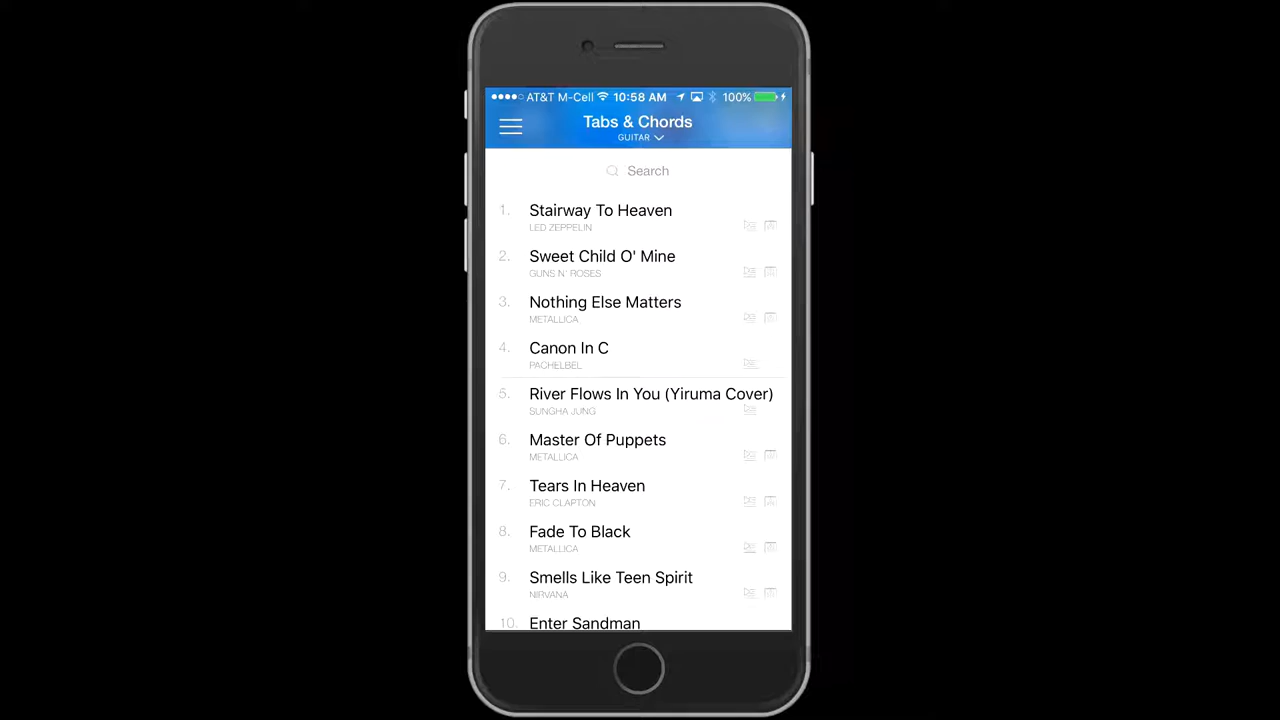 AT&T M-Cell 10:58 AM 100%
Tabs & Chords
GUITAR
Search
1. Stairway To Heaven
LED ZEPPELIN
2. Sweet Child O' Mine
GUNS N' ROSES
3. Nothing Else Matters
METALLICA
4. Canon In C
PACHELBEL
5. River Flows In You (Yiruma Cover)
SUNGHA JUNG
6. Master Of Puppets
METALLICA
7. Tears In Heaven
ERIC CLAPTON
8. Fade To Black
METALLICA
9. Smells Like Teen Spirit
NIRVANA
10. Enter Sandman